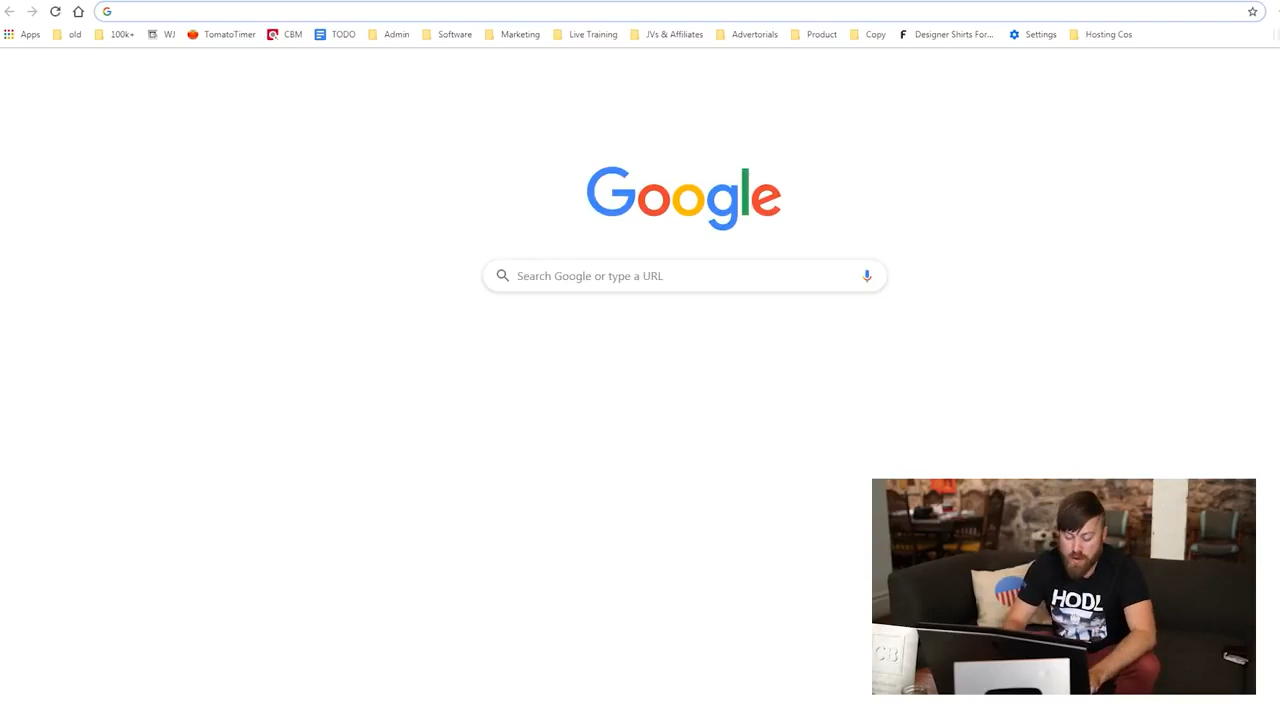 Apps old 100k+ WJ TomatoTimer CBM TODO Admin Software Marketing Live Training JVs & Affiliates Advertorials Product Copy Designer Shirts For... Settings Hosting Cos
Google
Search Google or type a URL
HODL
CB